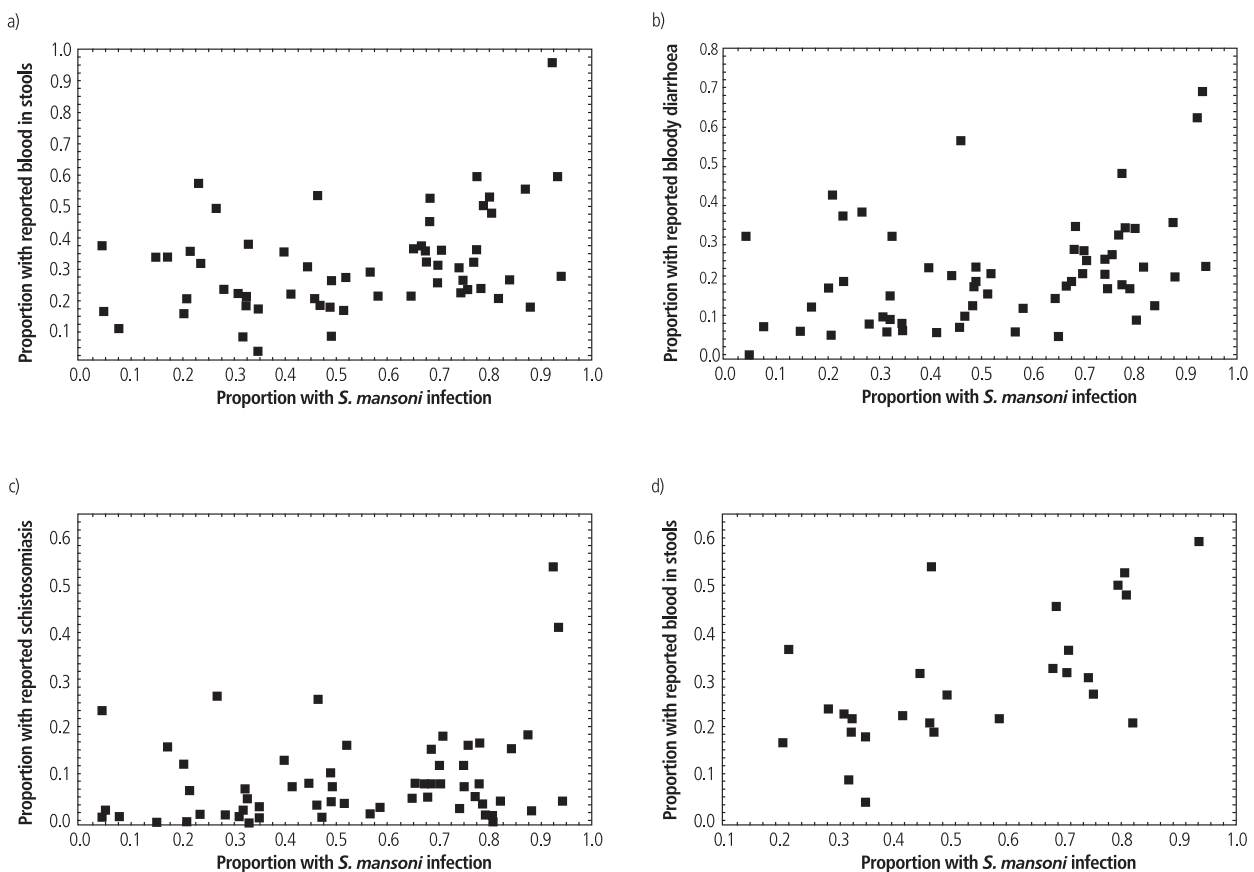 a)
Proportion with reported blood in stools
1.0
0.9
0.8
0.7
0.6
0.5
0.4
0.3
0.2
0.1
0.0 0.1 0.2 0.3 0.4 0.5 0.6 0.7 0.8 0.9 1.0
Proportion with S. mansoni infection
b)
Proportion with reported bloody diarrhoea
0.8
0.7
0.6
0.5
0.4
0.3
0.2
0.1
0.0
0.0 0.1 0.2 0.3 0.4 0.5 0.6 0.7 0.8 0.9 1.0
Proportion with S. mansoni infection
c)
Proportion with reported schistosomiasis
0.6
0.5
0.4
0.3
0.2
0.1
0.0
0.0 0.1 0.2 0.3 0.4 0.5 0.6 0.7 0.8 0.9 1.0
Proportion with S. mansoni infection
d)
Proportion with reported blood in stools
0.6
0.5
0.4
0.3
0.2
0.1
0.0
0.1 0.2 0.3 0.4 0.5 0.6 0.7 0.8 0.9 1.0
Proportion with S. mansoni infection